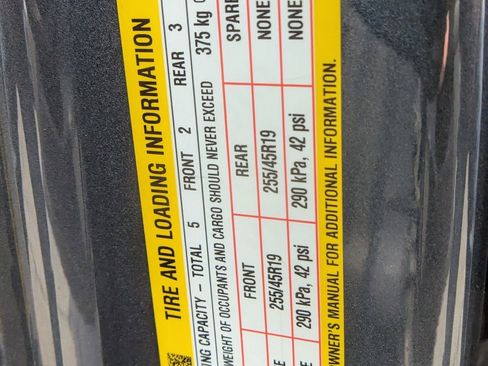 TIRE AND LOADING INFORMATION
NG CAPACITY – TOTAL 5 FRONT 2 REAR 3
WEIGHT OF OCCUPANTS AND CARGO SHOULD NEVER EXCEED 375 kg
FRONT REAR SPARE
255/45R19 255/45R19 NONE
290 kPa, 42 psi 290 kPa, 42 psi NONE
OWNER'S MANUAL FOR ADDITIONAL INFORMATION.